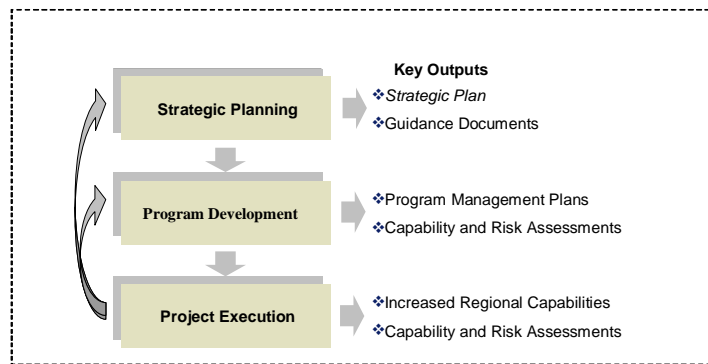 Key Outputs
Strategic Planning
❖Strategic Plan
❖Guidance Documents
Program Development
❖Program Management Plans
❖Capability and Risk Assessments
Project Execution
❖Increased Regional Capabilities
❖Capability and Risk Assessments